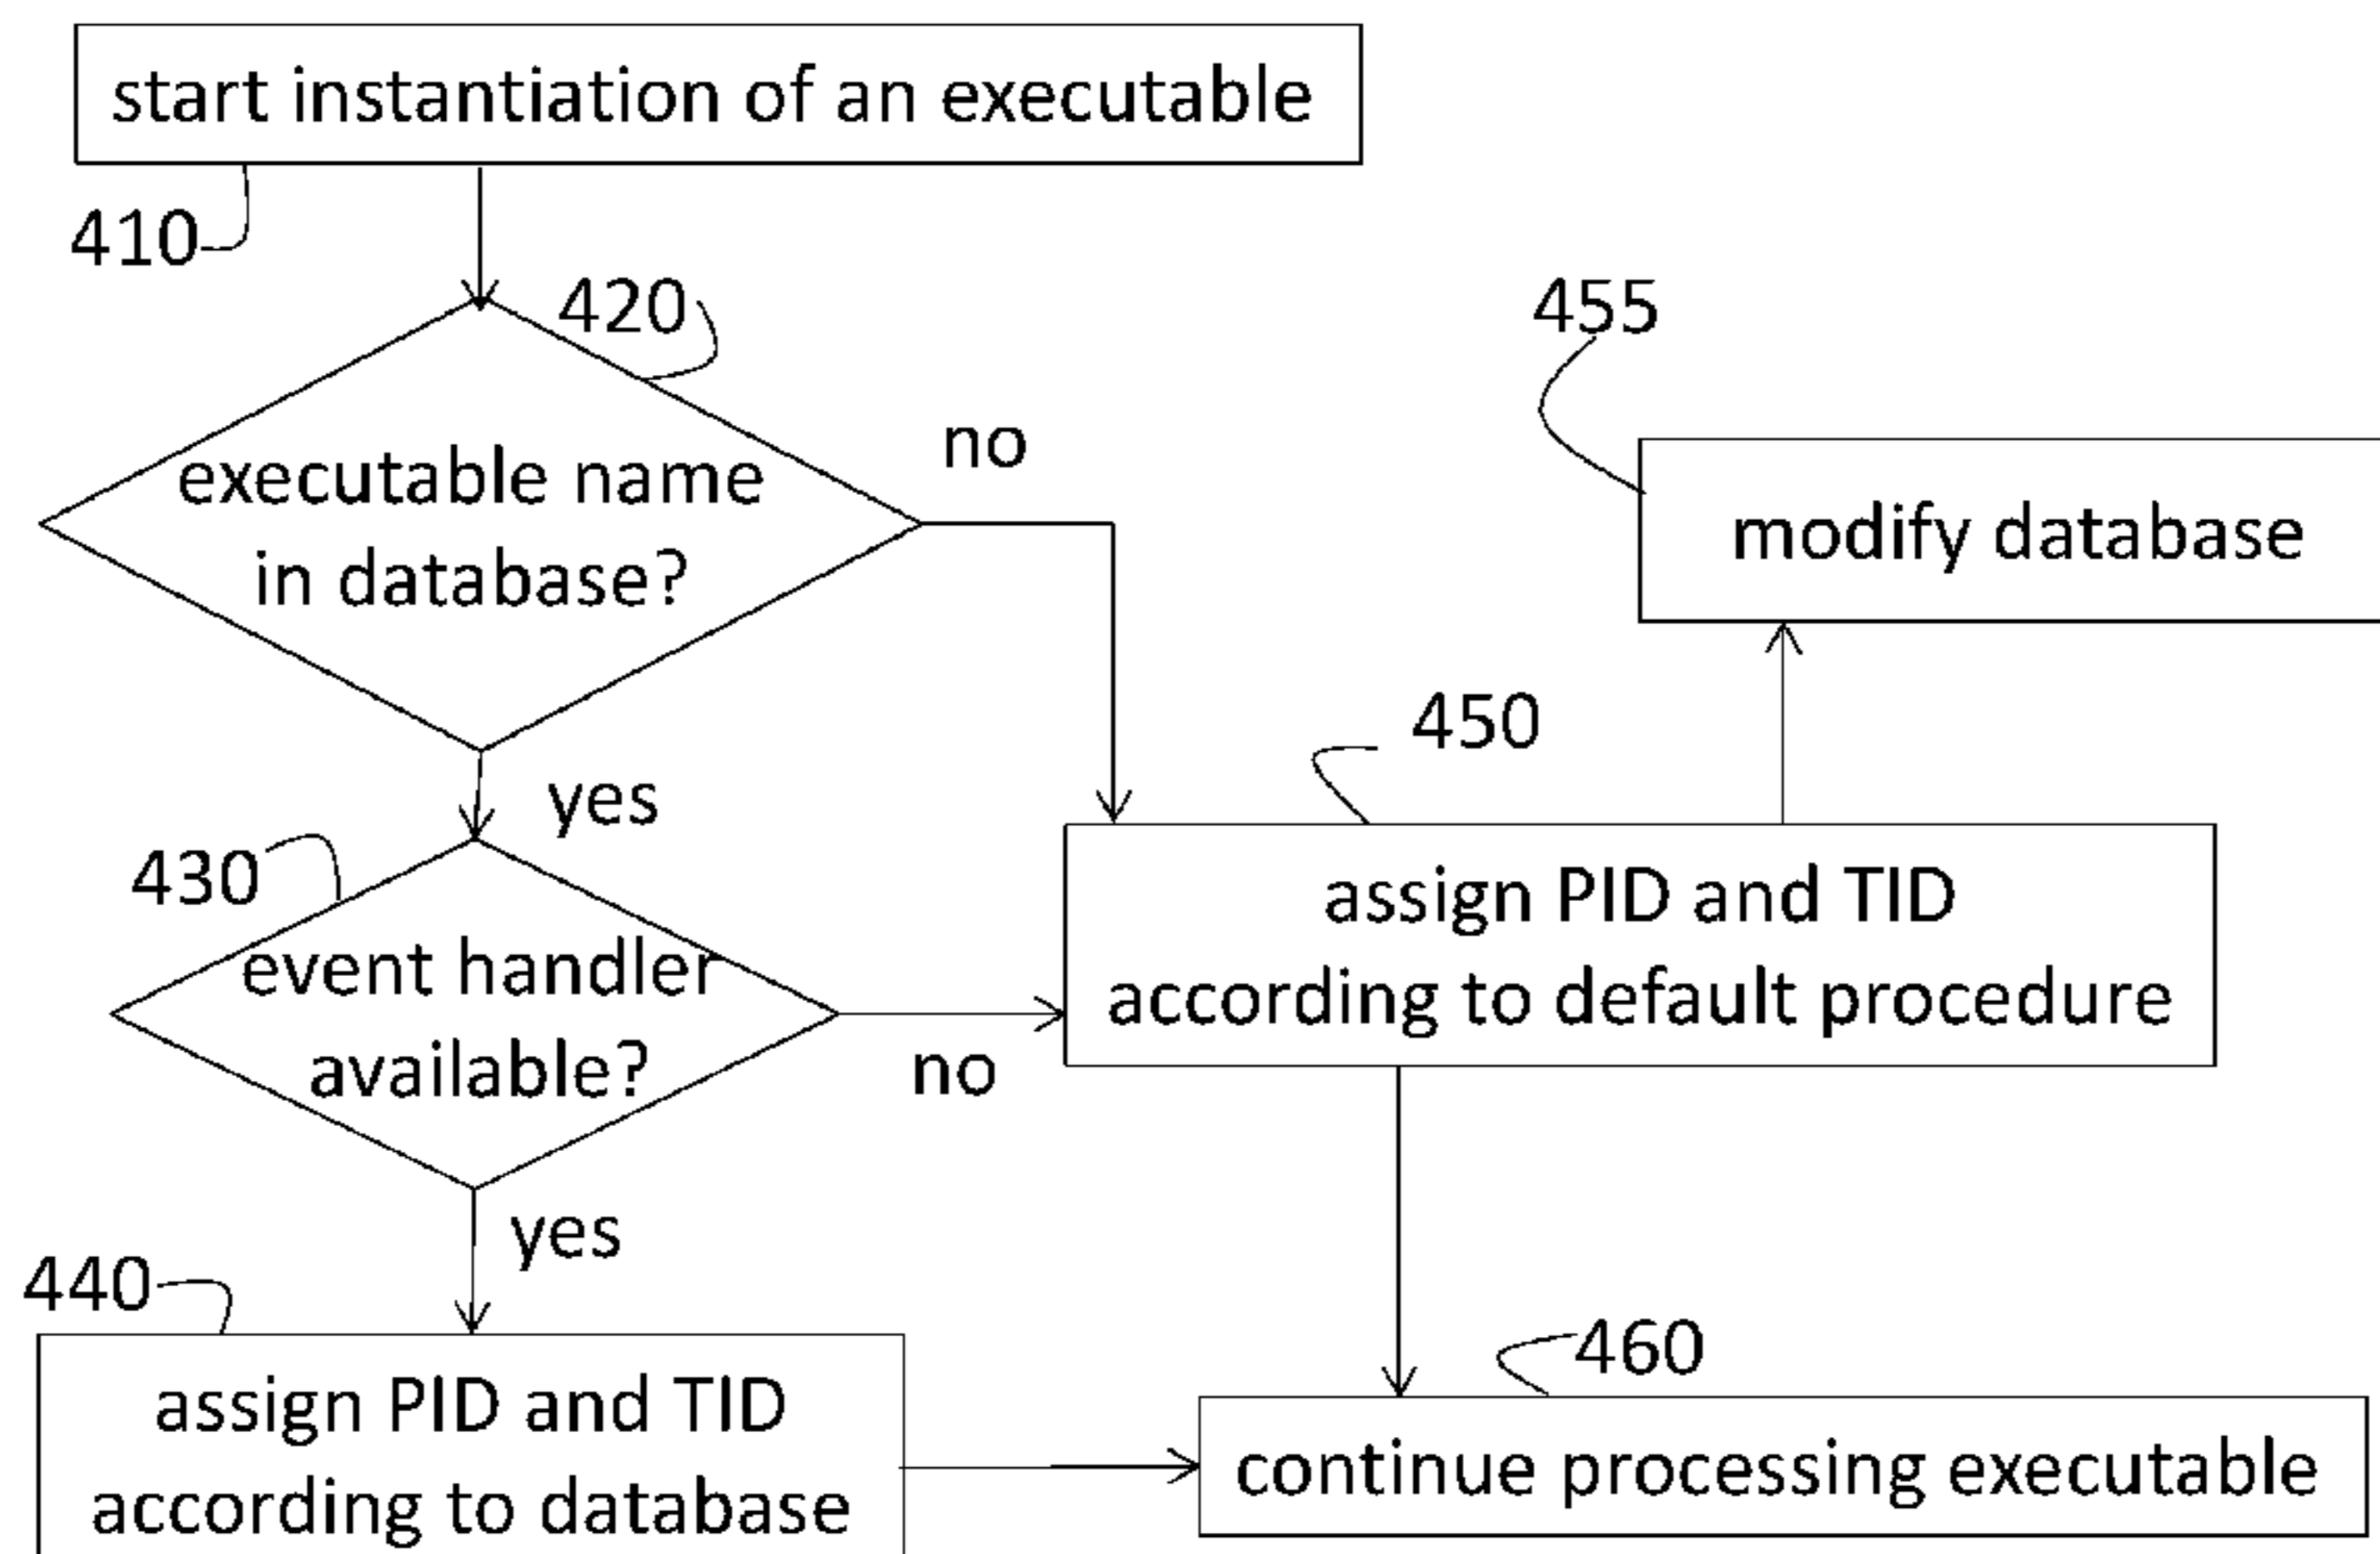 start instantiation of an executable
410
420
executable name
in database?
no
455
modify database
yes
430
event handler
available?
no
450
assign PID and TID
according to default procedure
yes
440
assign PID and TID
according to database
460
continue processing executable